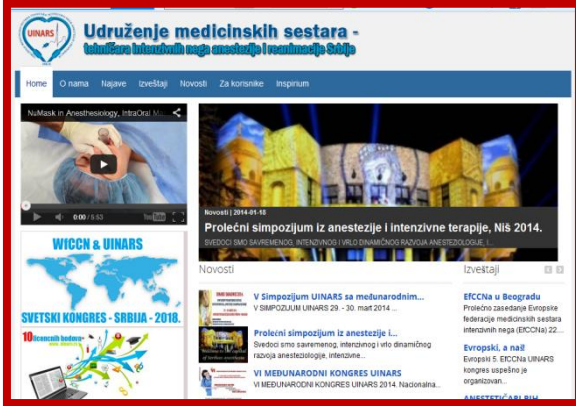 UINARS
Udruženje medicinskih sestara -
tehničara intenzivnih nega anestezije i reanimacije Srbije
Home O nama Najave Izveštaji Novosti Za korisnike Inspirium
NuMask in Anesthesiology, IntraOral
0:00 / 9:53 YouTube
Novosti | 2014-01-18
Prolećni simpozijum iz anestezije i intenzivne terapije, Niš 2014.
SVEDOCI SMO SAVREMENOG, INTENZIVNOG I VRLO DINAMIČNOG RAZVOJA ANESTEZIOLOGIJE, I...
WfCCN & UINARS
SVETSKI KONGRES - SRBIJA - 2018.
10 licencnih bodova
Novosti
V Simpozijum UINARS sa međunarodnim...
V SIMPOZIJUM UINARS 29. - 30. mart 2014 ...
Prolećni simpozijum iz anestezije i...
Svedoci smo savremenog, intenzivnog i vrlo dinamičnog
razvoja anesteziologije, intenzivne...
VI MEĐUNARODNI KONGRES UINARS
VI MEĐUNARODNI KONGRES UINARS 2014. Nacionalna...
Izveštaji
EfCCNa u Beogradu
Prolećno zasedanje Evropske
federacije medicinskih sestara
intenzivnih nega (EfCCNa) 22...
Evropski, a naš!
Evropski 5. EfCCNa UINARS
kongres uspešno je
organizovan...
ANESTETIČARI BIH